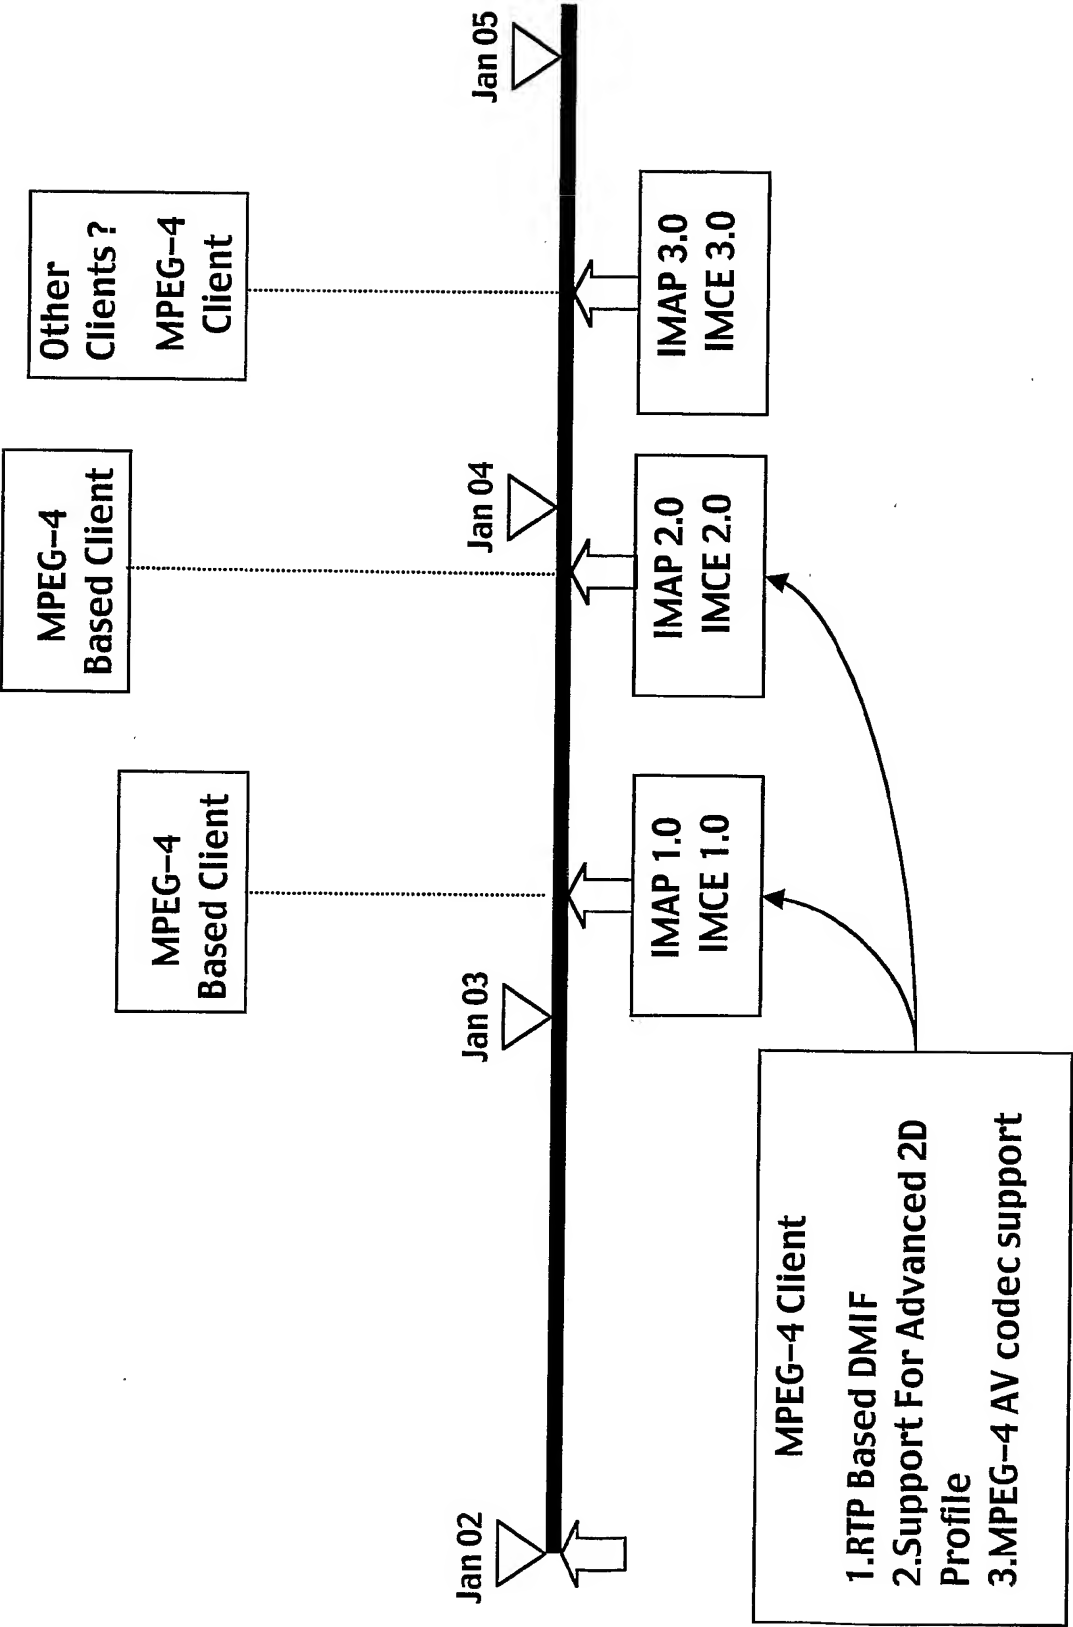 MPEG-4
Based Client
MPEG-4
Based Client
Other
Clients?
MPEG-4
Client
Jan 02
Jan 03
Jan 04
Jan 05
IMAP 1.0
IMCE 1.0
IMAP 2.0
IMCE 2.0
IMAP 3.0
IMCE 3.0
MPEG-4 Client
1.RTP Based DMIF
2.Support For Advanced 2D
Profile
3.MPEG-4 AV codec support